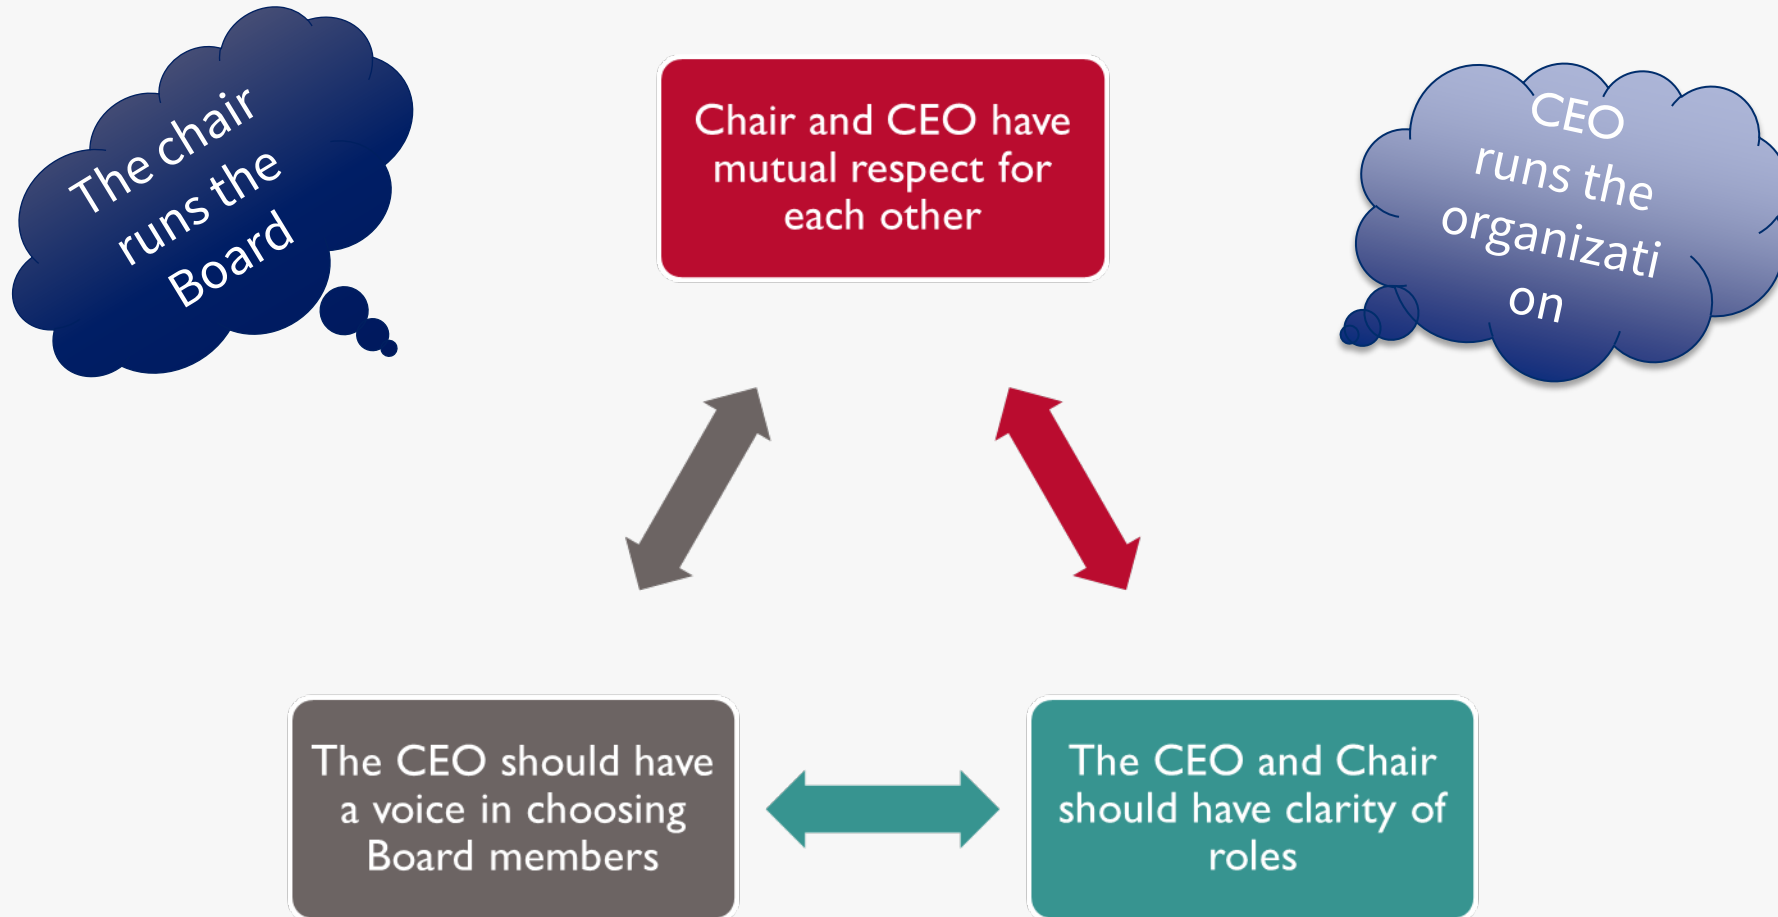 The chair
runs the
Board
Chair and CEO have
mutual respect for
each other
CEO
runs the
organizati
on
The CEO should have
a voice in choosing
Board members
The CEO and Chair
should have clarity of
roles